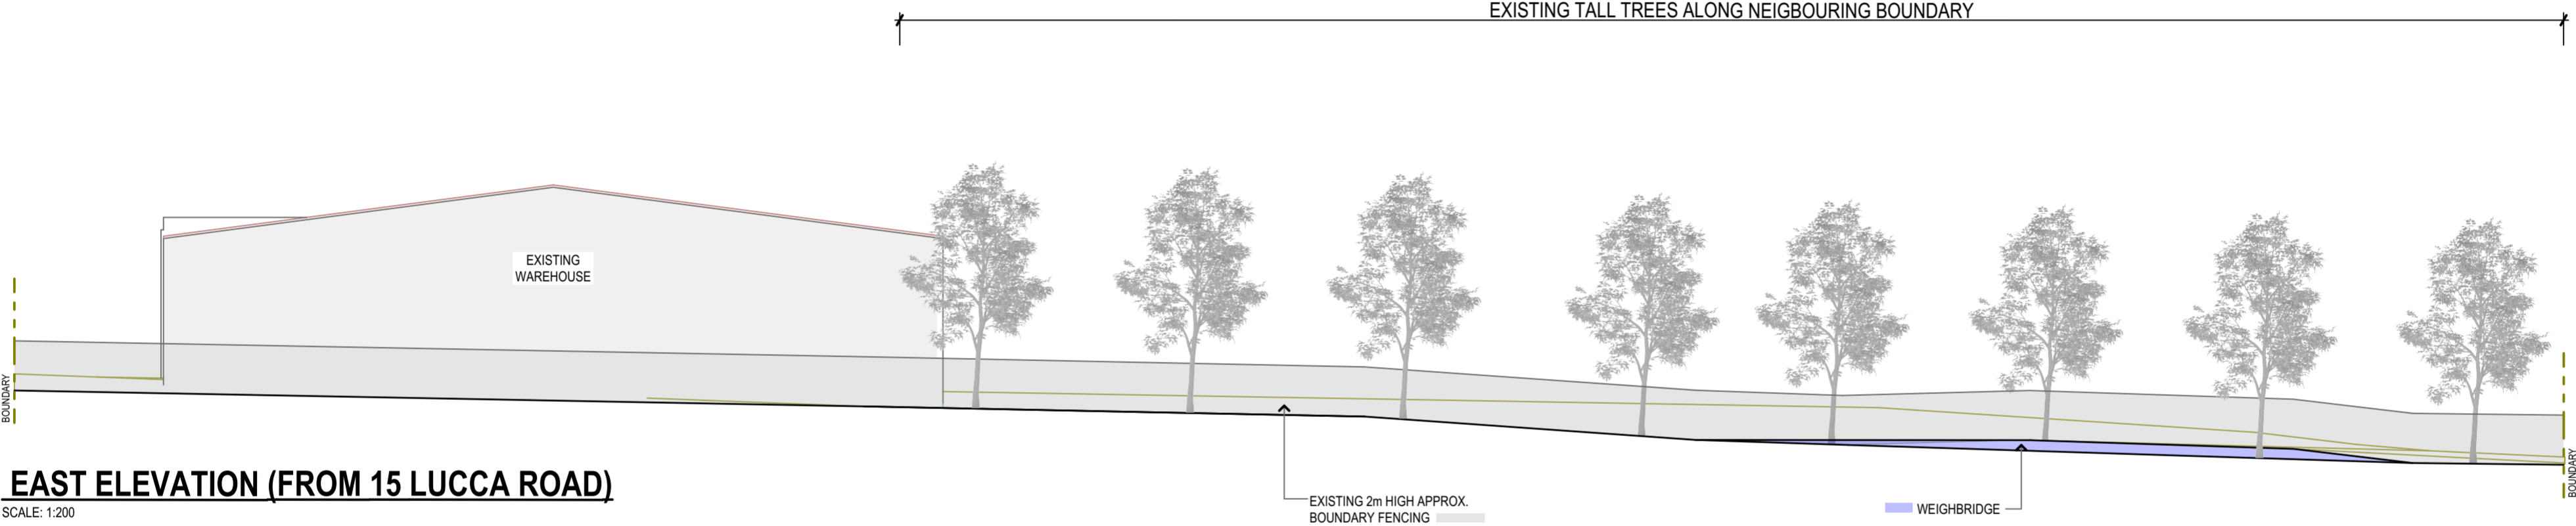 EXISTING TALL TREES ALONG NEIGBOURING BOUNDARY
EXISTING
WAREHOUSE
BOUNDARY
BOUNDARY
EAST ELEVATION (FROM 15 LUCCA ROAD)
SCALE: 1:200
EXISTING 2m HIGH APPROX.
BOUNDARY FENCING
WEIGHBRIDGE